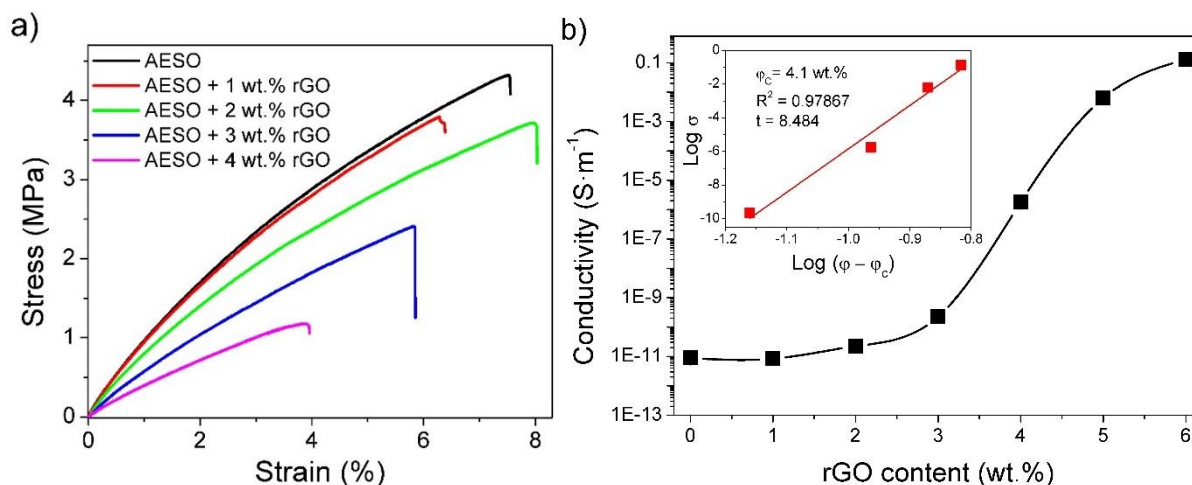 a)
AESO
AESO + 1 wt.% rGO
AESO + 2 wt.% rGO
AESO + 3 wt.% rGO
AESO + 4 wt.% rGO
Stress (MPa)
4
3
2
1
0
0 2 4 6 8
Strain (%)
b)
Conductivity (S·m⁻¹)
0.1
1E-3
1E-5
1E-7
1E-9
1E-11
1E-13
0 1 2 3 4 5 6
rGO content (wt.%)
φC= 4.1 wt.%
R² = 0.97867
t = 8.484
Log σ
0
-2
-4
-6
-8
-10
-1.2 -1.1 -1.0 -0.9 -0.8
Log (φ – φc)